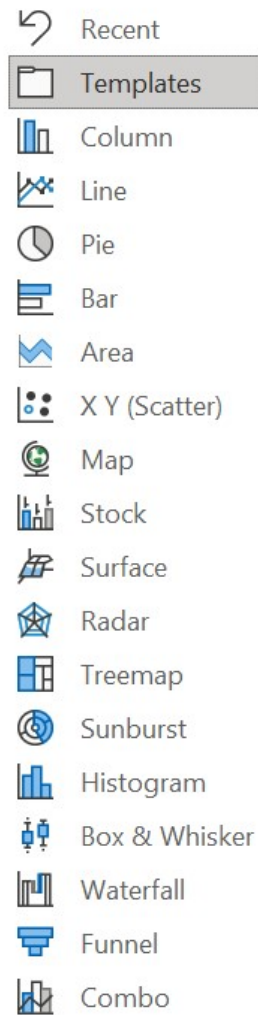 Recent
Templates
Column
Line
Pie
Bar
Area
X Y (Scatter)
Map
Stock
Surface
Radar
Treemap
Sunburst
Histogram
Box & Whisker
Waterfall
Funnel
Combo